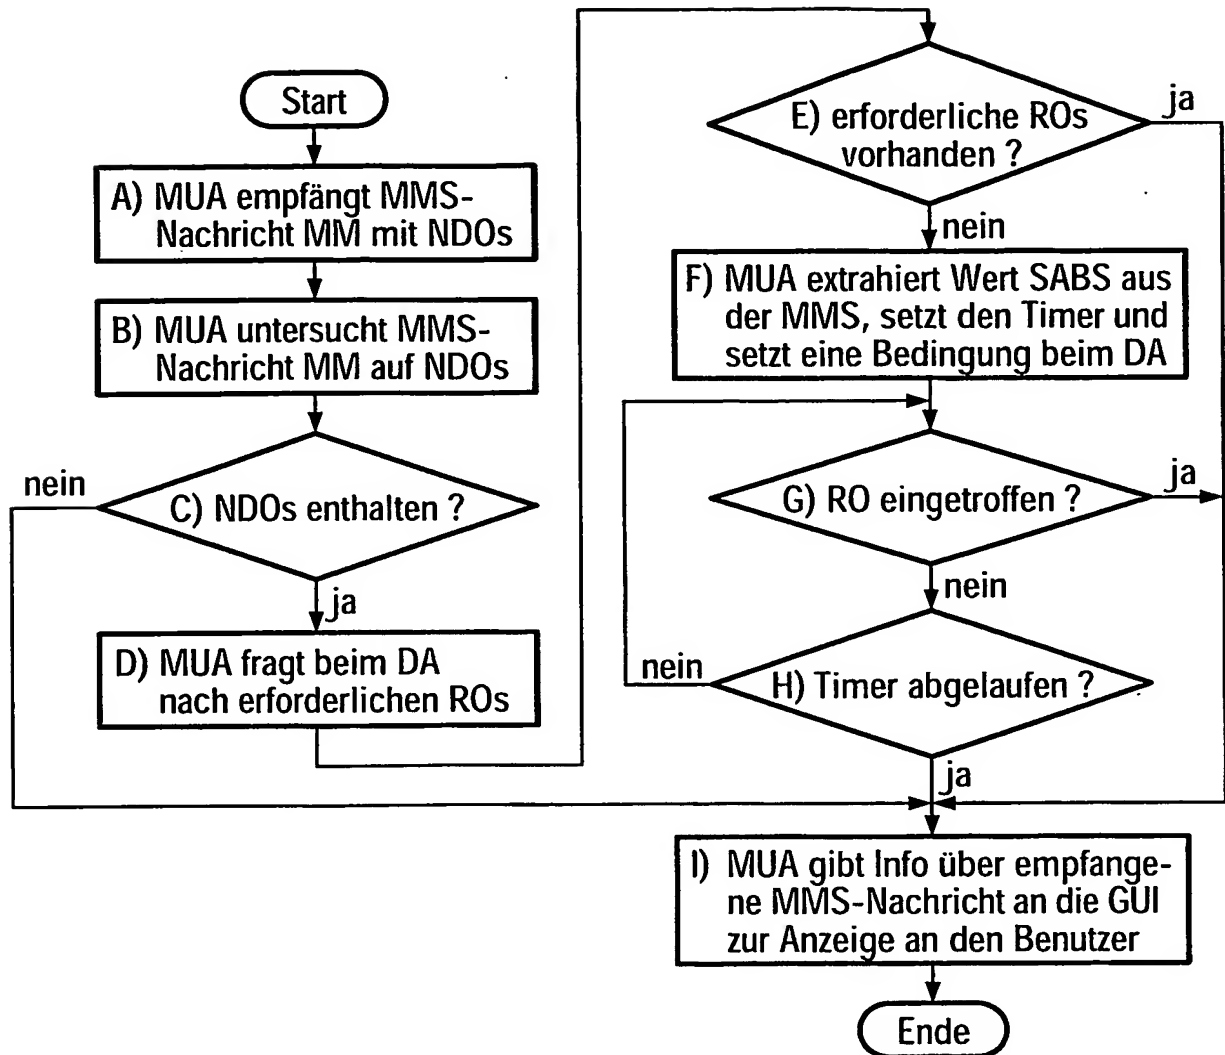 Start
A) MUA empfängt MMS-
Nachricht MM mit NDOs
B) MUA untersucht MMS-
Nachricht MM auf NDOs
nein
C) NDOs enthalten ?
ja
D) MUA fragt beim DA
nach erforderlichen ROs
E) erforderliche ROs
vorhanden ?
ja
nein
F) MUA extrahiert Wert SABS aus
der MMS, setzt den Timer und
setzt eine Bedingung beim DA
G) RO eingetroffen ?
ja
nein
nein
H) Timer abgelaufen ?
ja
I) MUA gibt Info über empfange-
ne MMS-Nachricht an die GUI
zur Anzeige an den Benutzer
Ende